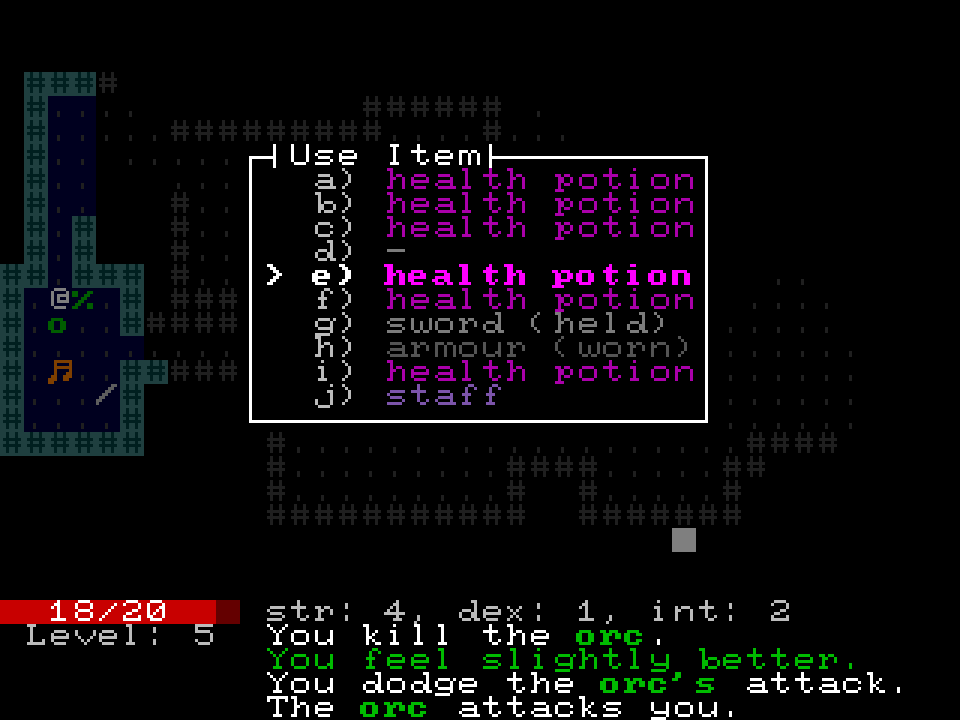 Use Item
a) health potion
b) health potion
c) health potion
d) -
> e) health potion
f) health potion
g) sword (held)
h) armour (worn)
i) health potion
j) staff
18/20 str: 4, dex: 1, int: 2
Level: 5 You kill the orc.
You feel slightly better.
You dodge the orc's attack.
The orc attacks you.